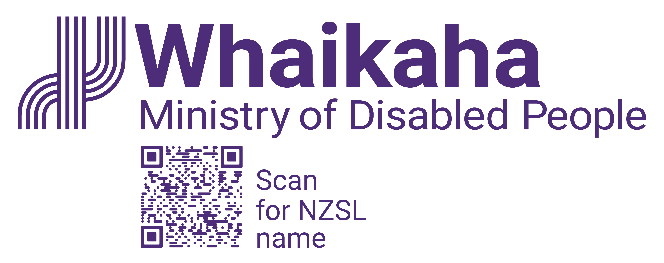 Whaikaha
Ministry of Disabled People
Scan
for NZSL
name